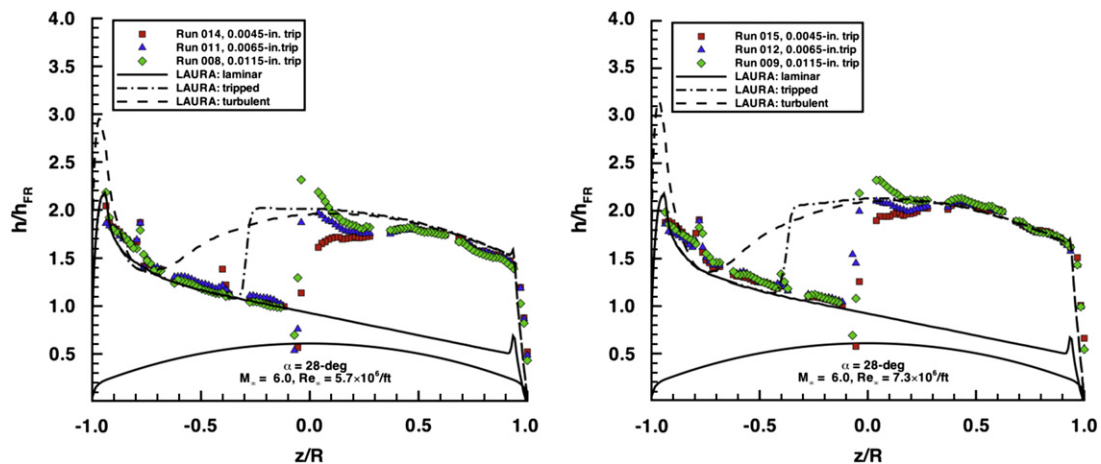 4.0
3.5
3.0
2.5
2.0
1.5
1.0
0.5
h/hFR
Run 014, 0.0045-in. trip
Run 011, 0.0065-in.trip
Run 008, 0.0115-in. trip
LAURA: laminar
LAURA: tripped
LAURA: turbulent
α = 28-deg
M∞ = 6.0, Re∞ = 5.7×10⁶/ft
-1.0 -0.5 0.0 0.5 1.0
z/R
4.0
3.5
3.0
2.5
2.0
1.5
1.0
0.5
h/hFR
Run 015, 0.0045-in. trip
Run 012, 0.0065-in. trip
Run 009, 0.0115-in. trip
LAURA: laminar
LAURA: tripped
LAURA: turbulent
α = 28-deg
M∞ = 6.0, Re∞ = 7.3×10⁶/ft
-1.0 -0.5 0.0 0.5 1.0
z/R